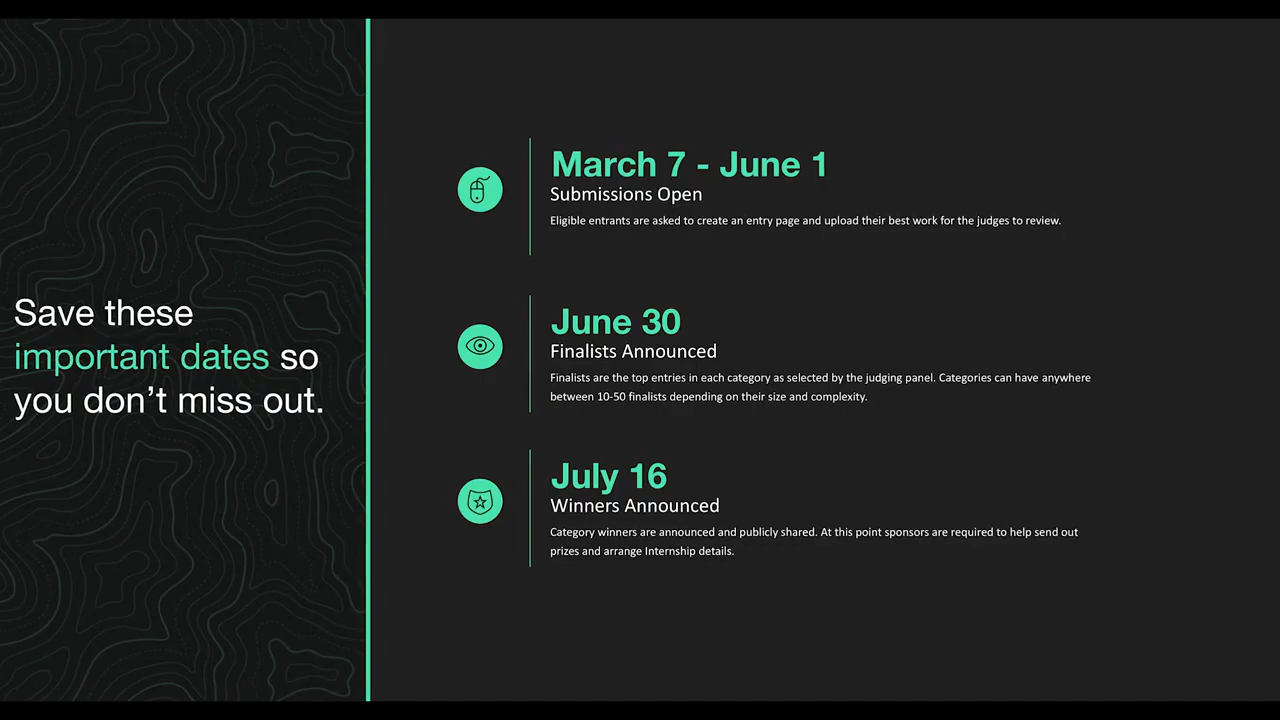 Save these
important dates so
you don’t miss out.
March 7 - June 1
Submissions Open
Eligible entrants are asked to create an entry page and upload their best work for the judges to review.
June 30
Finalists Announced
Finalists are the top entries in each category as selected by the judging panel. Categories can have anywhere
between 10-50 finalists depending on their size and complexity.
July 16
Winners Announced
Category winners are announced and publicly shared. At this point sponsors are required to help send out
prizes and arrange Internship details.